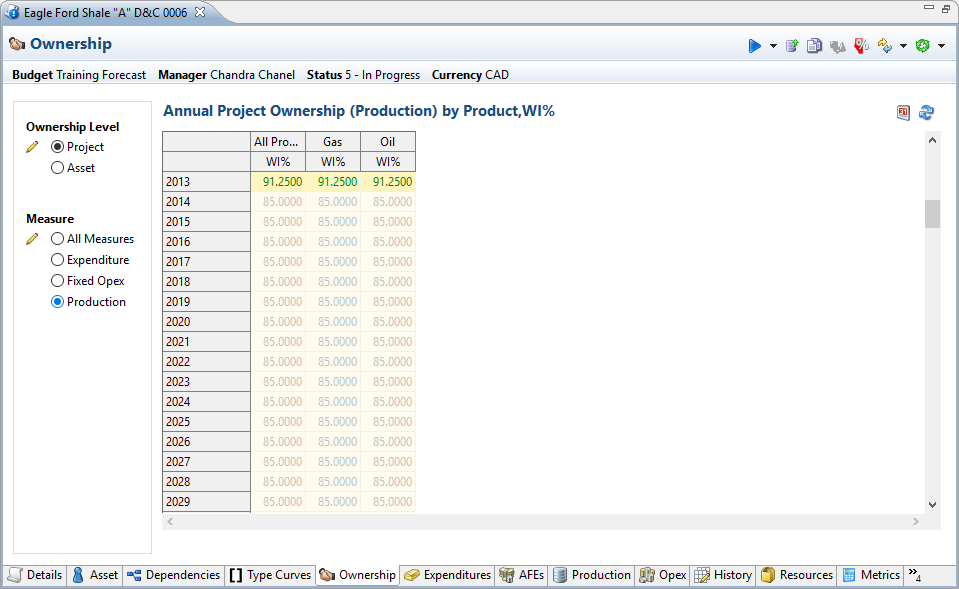 Eagle Ford Shale "A" D&C 0006
Ownership
Budget Training Forecast Manager Chandra Chanel Status 5 - In Progress Currency CAD
Ownership Level
Project
Asset
Measure
All Measures
Expenditure
Fixed Opex
Production
Annual Project Ownership (Production) by Product,WI%
All Pro... Gas Oil
WI% WI% WI%
2013 91.2500 91.2500 91.2500
2014 85.0000 85.0000 85.0000
2015 85.0000 85.0000 85.0000
2016 85.0000 85.0000 85.0000
2017 85.0000 85.0000 85.0000
2018 85.0000 85.0000 85.0000
2019 85.0000 85.0000 85.0000
2020 85.0000 85.0000 85.0000
2021 85.0000 85.0000 85.0000
2022 85.0000 85.0000 85.0000
2023 85.0000 85.0000 85.0000
2024 85.0000 85.0000 85.0000
2025 85.0000 85.0000 85.0000
2026 85.0000 85.0000 85.0000
2027 85.0000 85.0000 85.0000
2028 85.0000 85.0000 85.0000
2029 85.0000 85.0000 85.0000
Details Asset Dependencies Type Curves Ownership Expenditures AFEs Production Opex History Resources Metrics »4